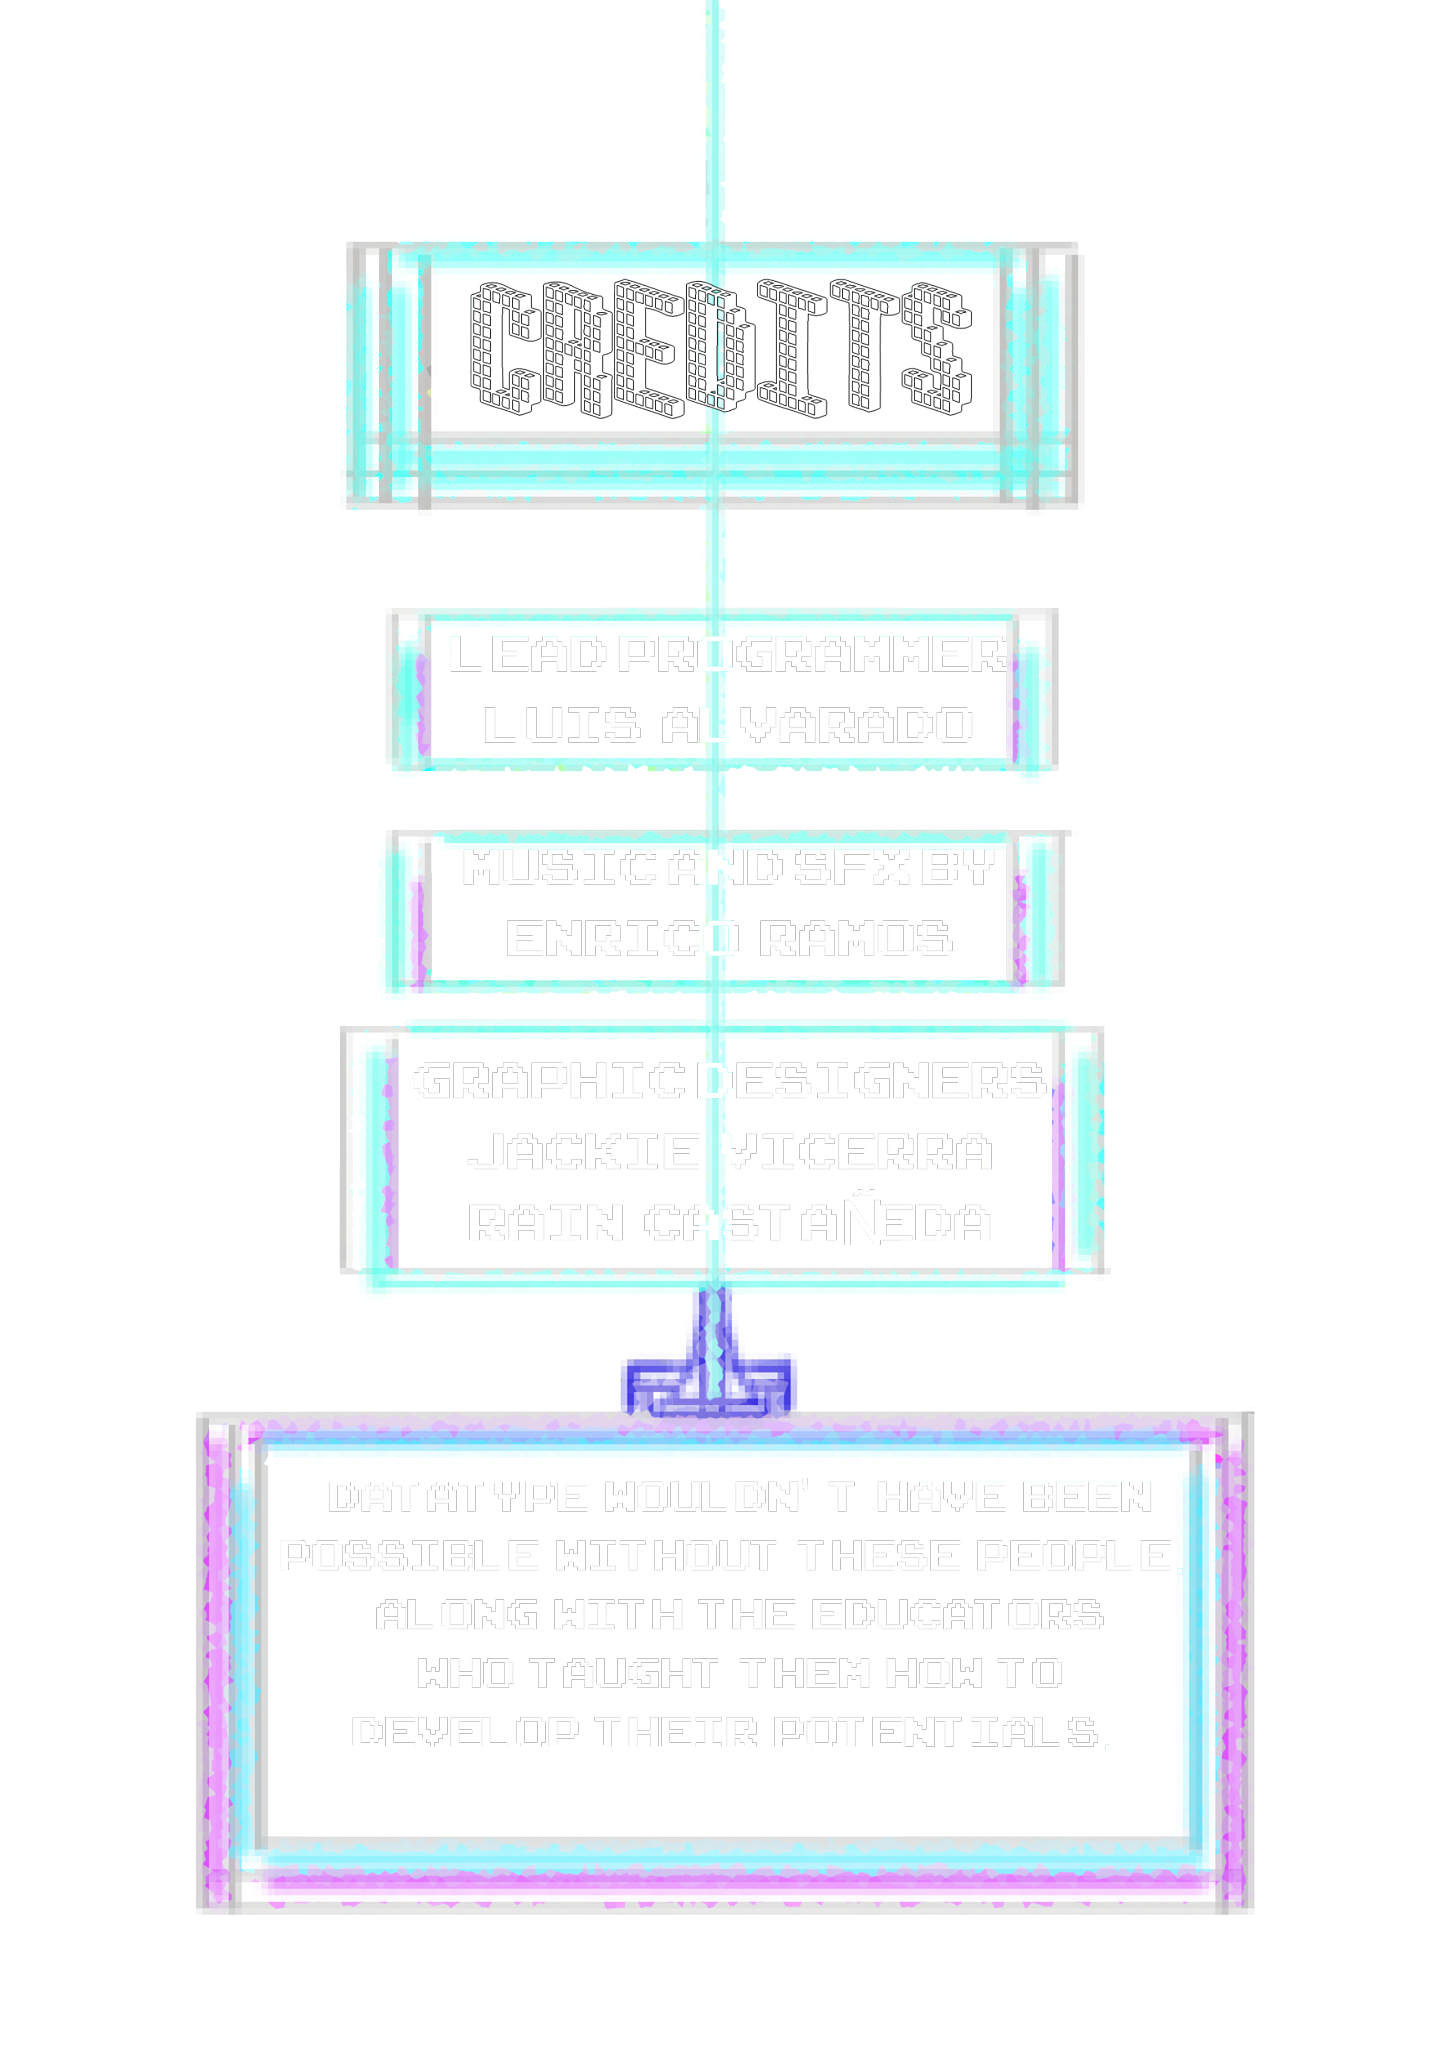 CREDITS
LEAD PROGRAMMER
LUIS ALVARADO
MUSIC AND SFX BY
ENRICO RAMOS
GRAPHIC DESIGNERS
JACKIE VICERRA
RAIN CASTAÑEDA
DATATYPE WOULDN'T HAVE BEEN
POSSIBLE WITHOUT THESE PEOPLE,
ALONG WITH THE EDUCATORS
WHO TAUGHT THEM HOW TO
DEVELOP THEIR POTENTIALS.